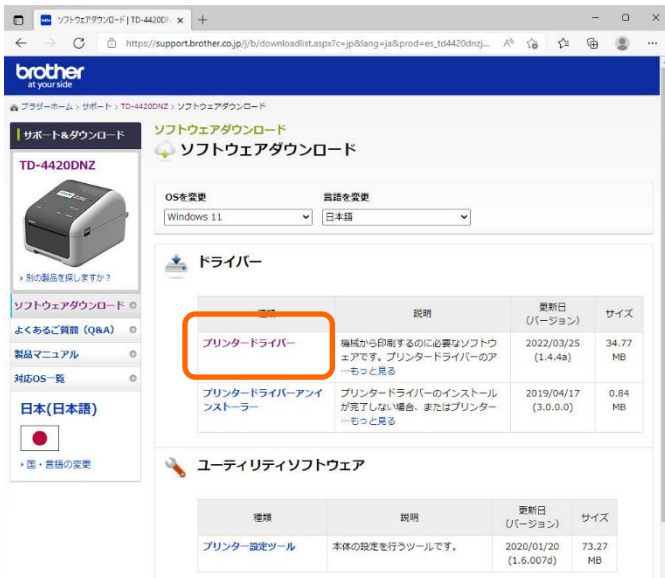 ソフトウェアダウンロード | TD-4420DN
https://support.brother.co.jp/j/b/downloadlist.aspx?c=jp&lang=ja&prod=es_td4420dnzj...
brother
at your side
ブラザーホーム > サポート > TD-4420DNZ > ソフトウェアダウンロード
サポート&ダウンロード
TD-4420DNZ
別の製品を探しますか?
ソフトウェアダウンロード
よくあるご質問（Q&A）
製品マニュアル
対応OS一覧
日本(日本語)
国・言語の変更
ソフトウェアダウンロード
ソフトウェアダウンロード
OSを変更 言語を変更
Windows 11 日本語
ドライバー
種類 説明 更新日
（バージョン） サイズ
プリンタードライバー 機械から印刷するのに必要なソフトウ
ェアです。プリンタードライバーのア
…もっと見る 2022/03/25
(1.4.4a) 34.77
MB
プリンタードライバーアンイ
ンストーラー プリンタードライバーのインストール
が完了しない場合、またはプリンター
…もっと見る 2019/04/17
(3.0.0.0) 0.84
MB
ユーティリティソフトウェア
種類 説明 更新日
（バージョン） サイズ
プリンター設定ツール 本体の設定を行うツールです。 2020/01/20
(1.6.007d) 73.27
MB